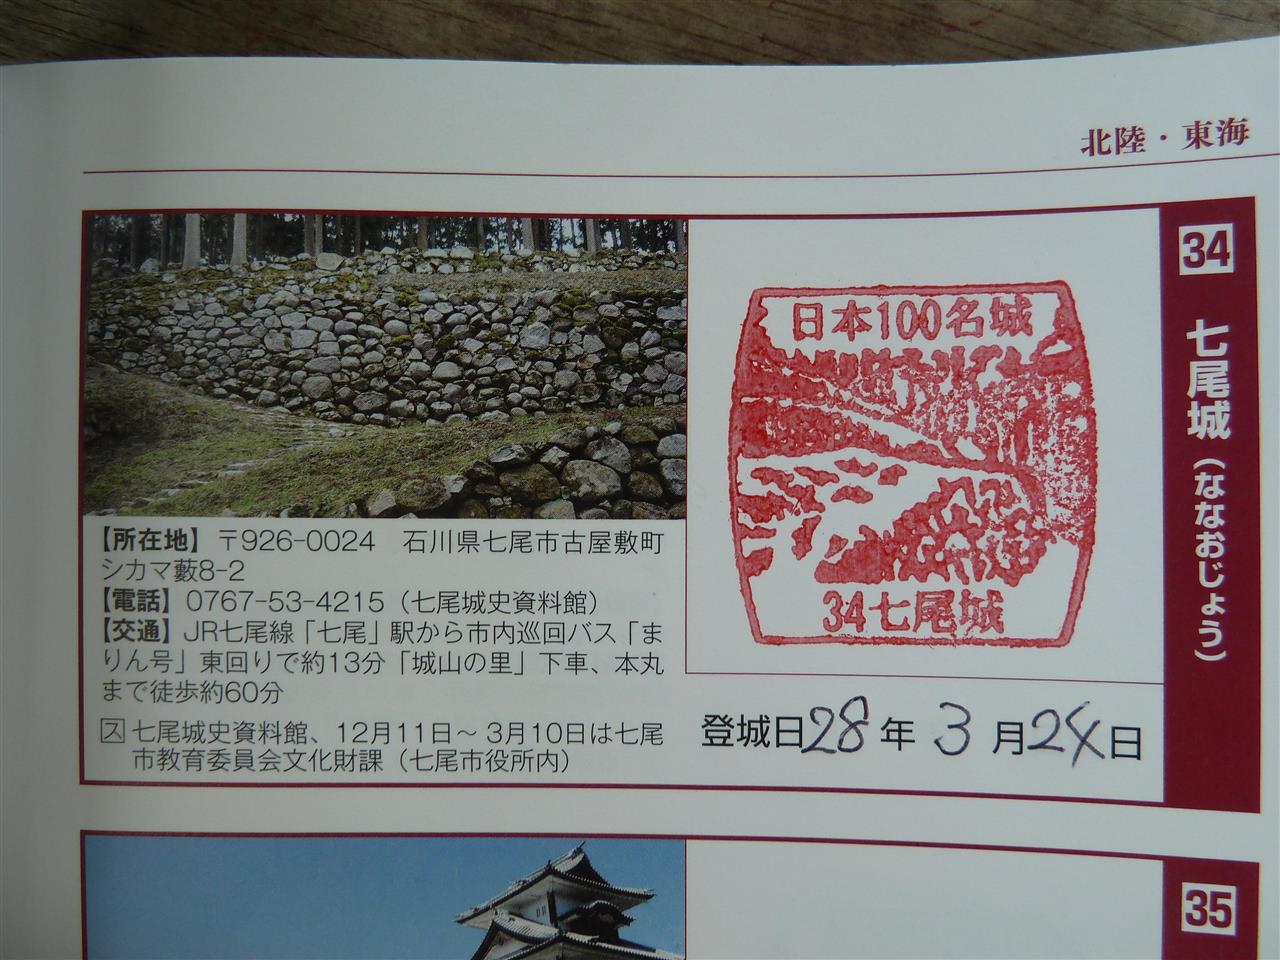 北陸・東海
34 七尾城（ななおじょう）
日本100名城
34七尾城
【所在地】〒926-0024　石川県七尾市古屋敷町
シカマ藪8-2
【電話】0767-53-4215（七尾城史資料館）
【交通】JR七尾線「七尾」駅から市内巡回バス「ま
りん号」東回りで約13分「城山の里」下車、本丸
まで徒歩約60分
ス 七尾城史資料館、12月11日～3月10日は七尾
市教育委員会文化財課（七尾市役所内）
登城日28年3月24日
35